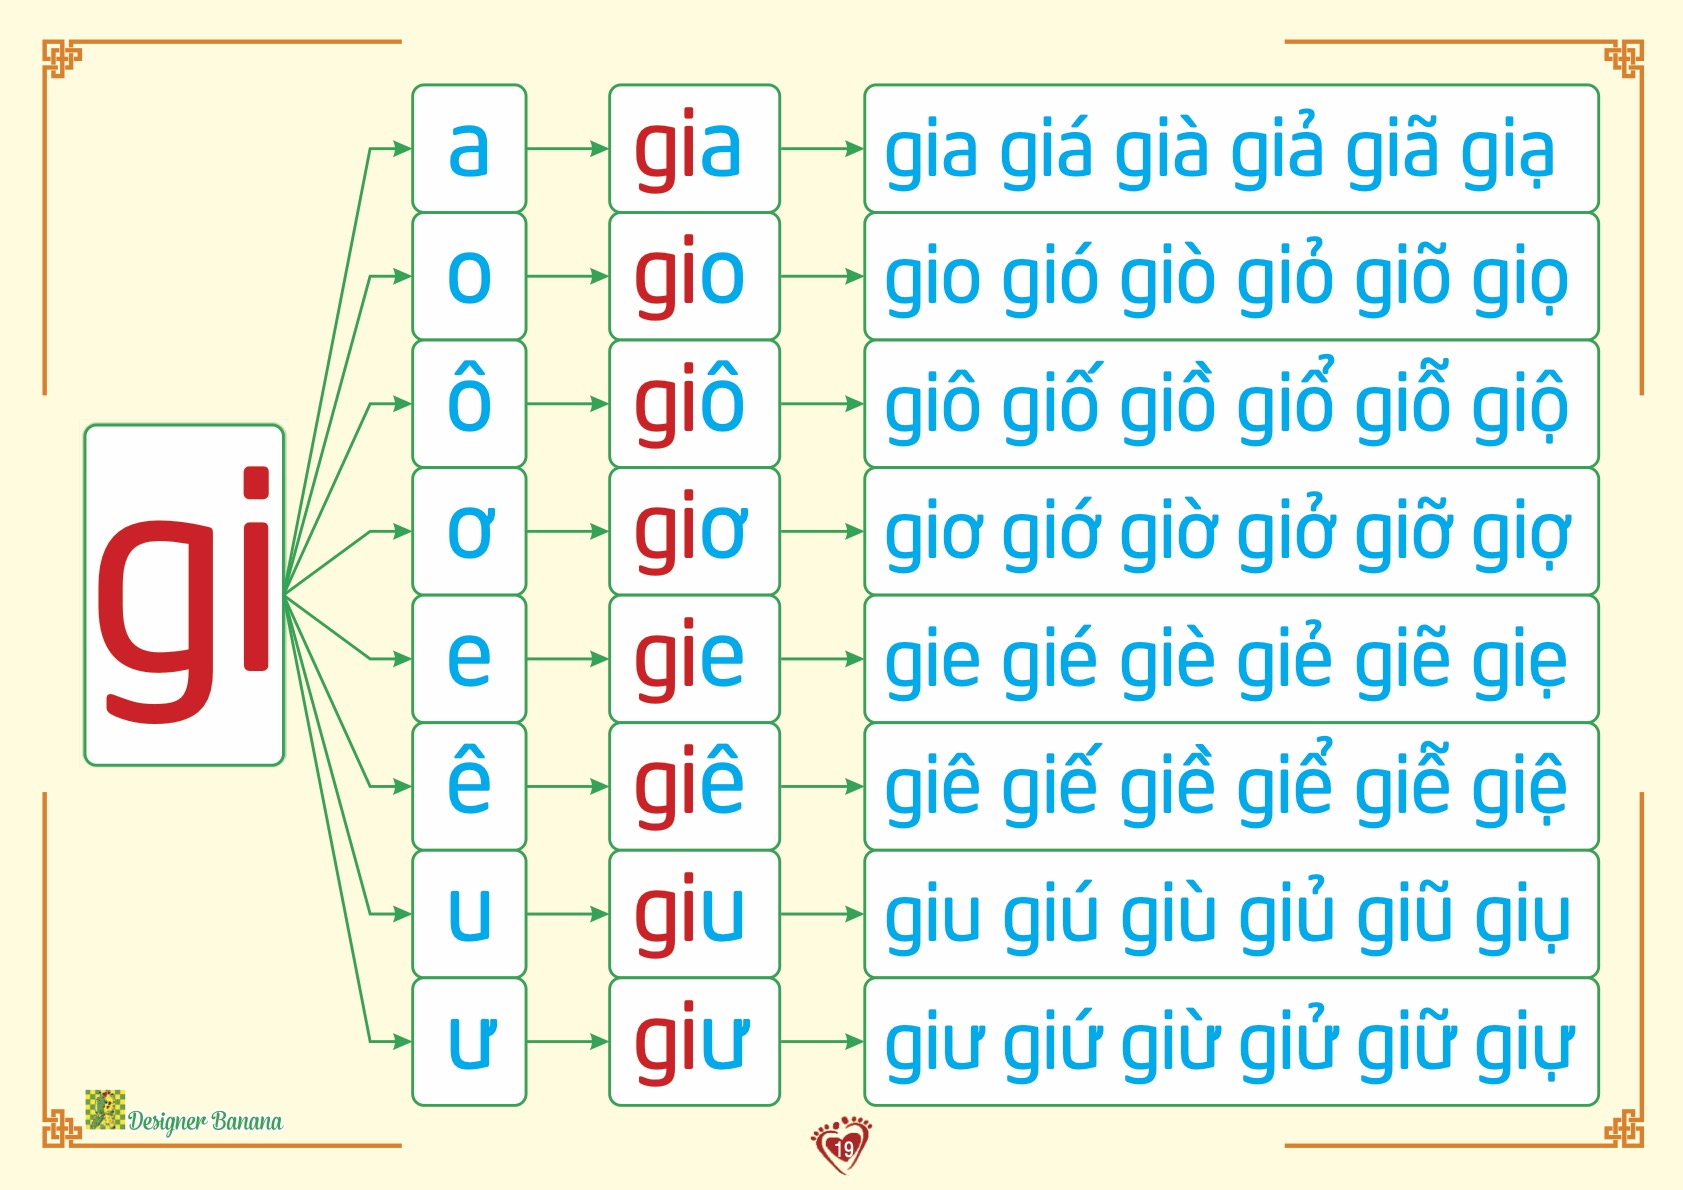 a gia gia giá già giả giã giạ
o gio gio gió giò giỏ giõ giọ
ô giô giô giố giồ giổ giỗ giộ
ơ giơ giơ giớ giờ giở giỡ giợ
gi
e gie gie gié giè giẻ giẽ giẹ
ê giê giê giế giề giể giễ giệ
u giu giu giú giù giủ giũ giụ
ư giư giư giứ giừ giử giữ giự
Designer Banana
19